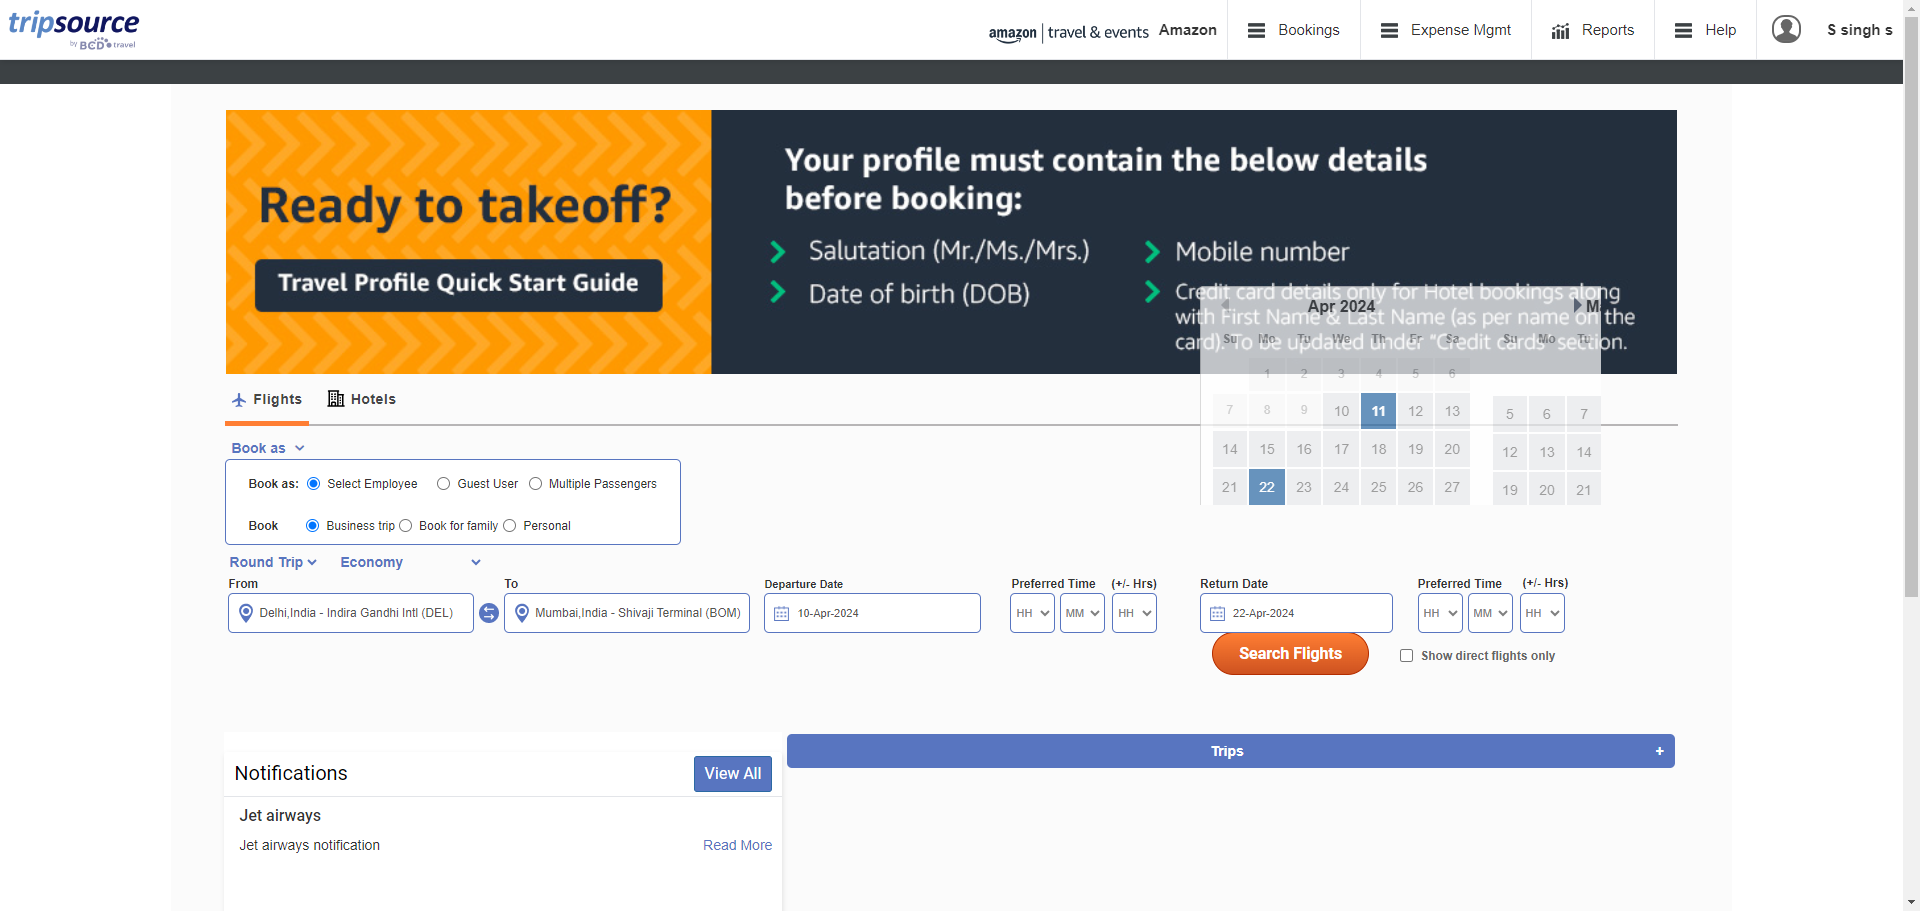 tripsource
by BCD travel
amazon | travel & events Amazon
Bookings
Expense Mgmt
Reports
Help
S singh s
Ready to takeoff?
Travel Profile Quick Start Guide
Your profile must contain the below details
before booking:
Salutation (Mr./Ms./Mrs.)
Date of birth (DOB)
Mobile number
Credit card details only for Hotel bookings along
with First Name & Last Name (as per name on the
card). To be updated under "Credit cards" section.
Apr 2024 M
Su Mo Tu We Th Fr Sa Su Mo Tu
1 2 3 4 5 6
7 8 9 10 11 12 13 5 6 7
14 15 16 17 18 19 20 12 13 14
21 22 23 24 25 26 27 19 20 21
Flights
Hotels
Book as
Book as: Select Employee Guest User Multiple Passengers
Book Business trip Book for family Personal
Round Trip Economy
From To Departure Date Preferred Time (+/- Hrs) Return Date Preferred Time (+/- Hrs)
Delhi,India - Indira Gandhi Intl (DEL) Mumbai,India - Shivaji Terminal (BOM) 10-Apr-2024 HH MM HH 22-Apr-2024 HH MM HH
Search Flights Show direct flights only
Trips +
Notifications View All
Jet airways
Jet airways notification Read More